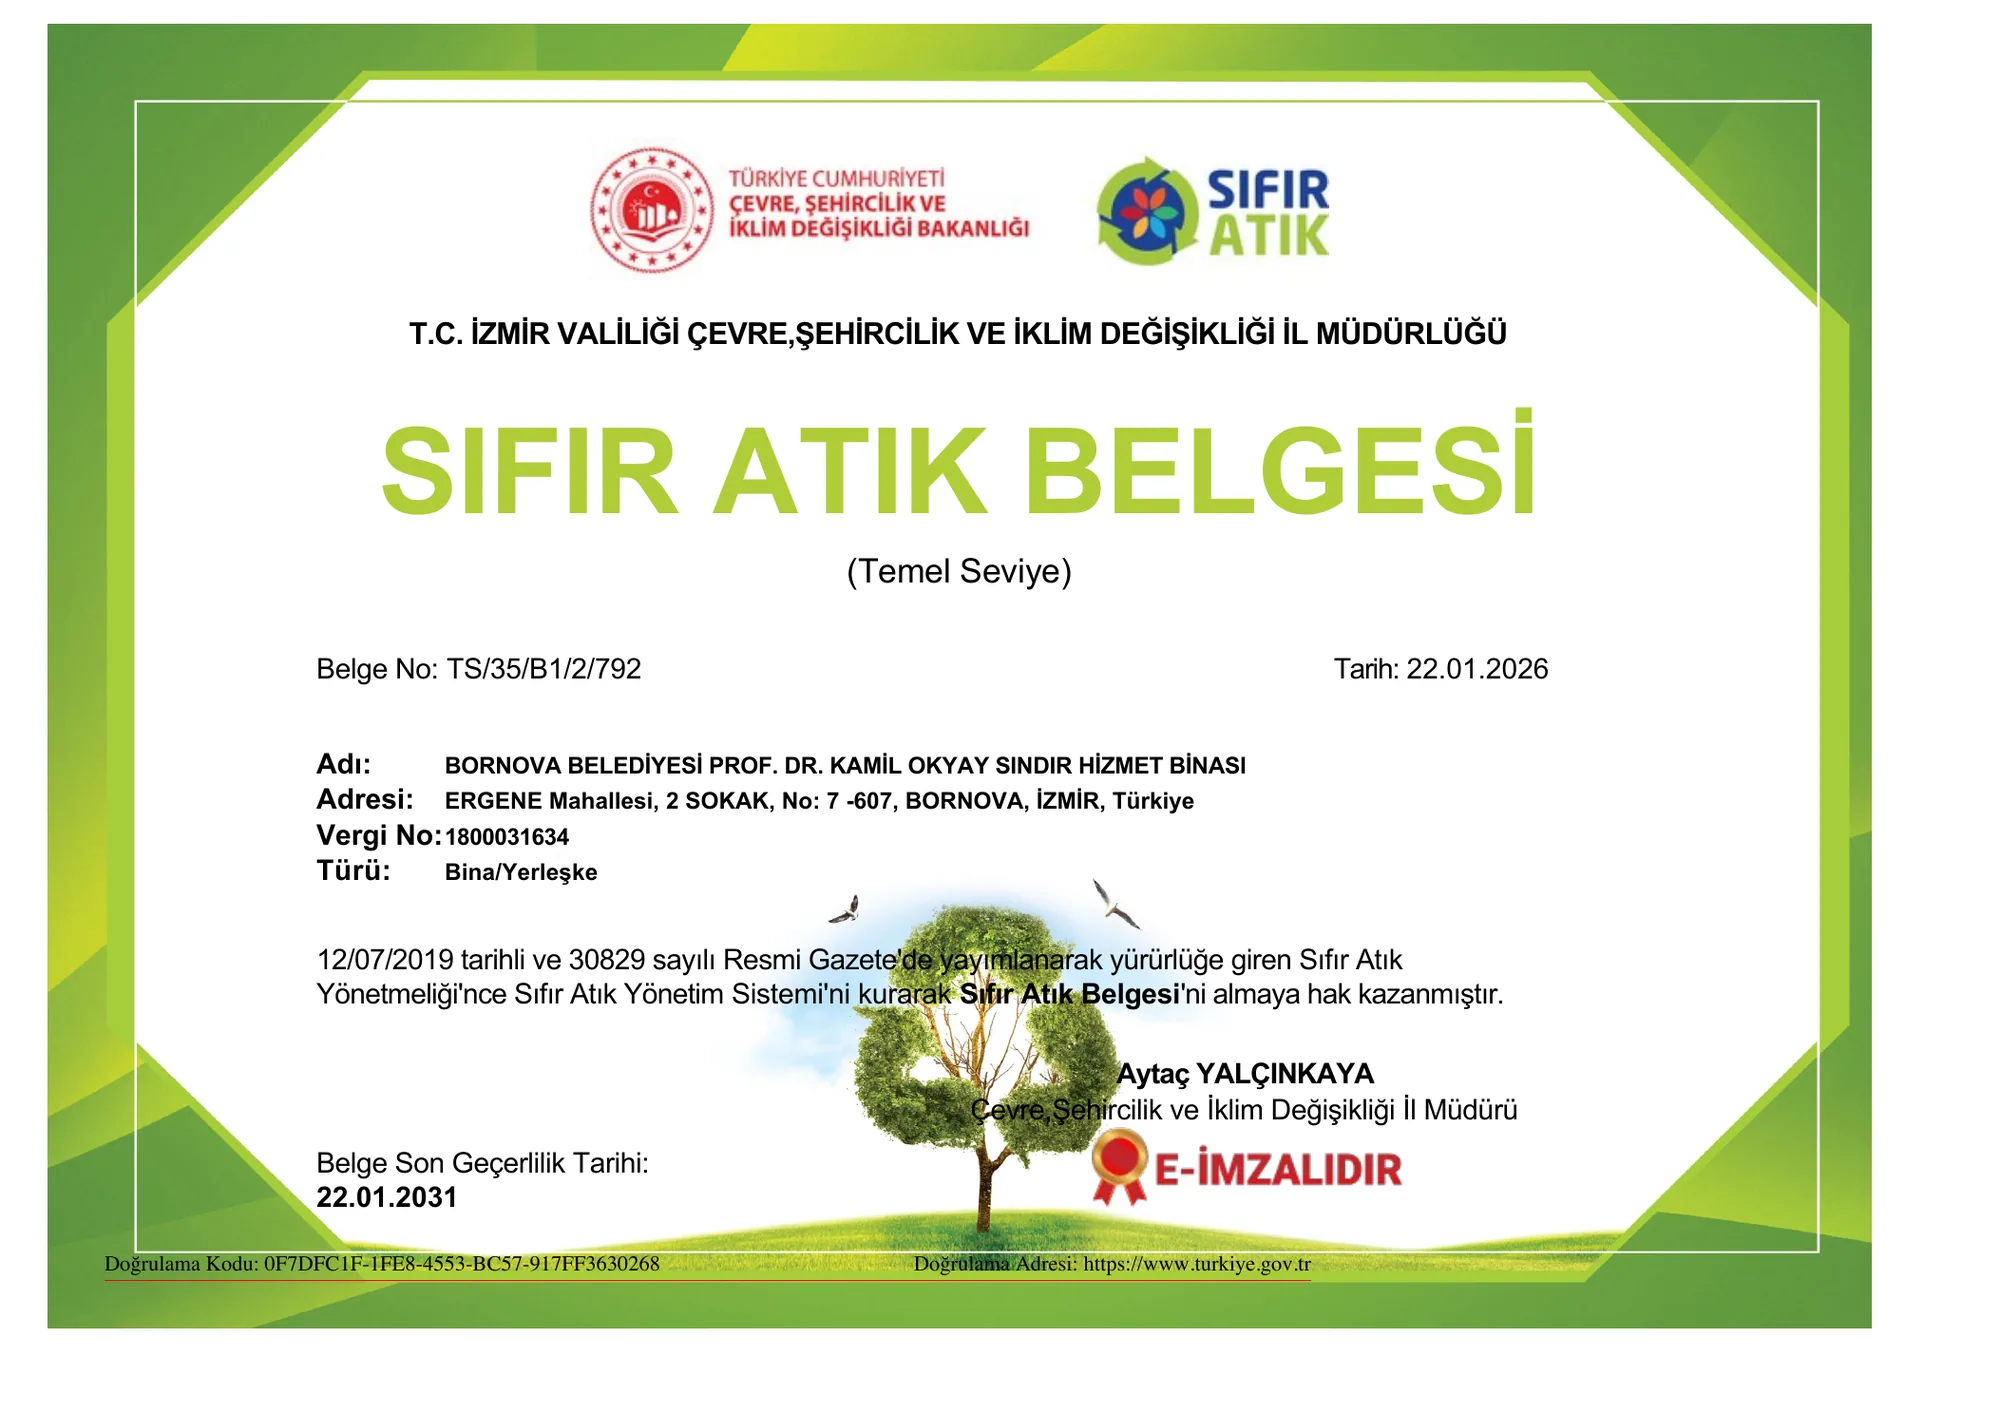 TÜRKİYE CUMHURİYETİ
ÇEVRE, ŞEHİRCİLİK VE
İKLİM DEĞİŞİKLİĞİ BAKANLIĞI
SIFIR
ATIK
T.C. İZMİR VALİLİĞİ ÇEVRE,ŞEHİRCİLİK VE İKLİM DEĞİŞİKLİĞİ İL MÜDÜRLÜĞÜ
SIFIR ATIK BELGESİ
(Temel Seviye)
Belge No: TS/35/B1/2/792 Tarih: 22.01.2026
Adı: BORNOVA BELEDİYESİ PROF. DR. KAMİL OKYAY SINDIR HİZMET BİNASI
Adresi: ERGENE Mahallesi, 2 SOKAK, No: 7 -607, BORNOVA, İZMİR, Türkiye
Vergi No: 1800031634
Türü: Bina/Yerleşke
12/07/2019 tarihli ve 30829 sayılı Resmi Gazete'de yayımlanarak yürürlüğe giren Sıfır Atık
Yönetmeliği'nce Sıfır Atık Yönetim Sistemi'ni kurarak Sıfır Atık Belgesi'ni almaya hak kazanmıştır.
Aytaç YALÇINKAYA
Çevre,Şehircilik ve İklim Değişikliği İl Müdürü
E-İMZALIDIR
Belge Son Geçerlilik Tarihi:
22.01.2031
Doğrulama Kodu: 0F7DFC1F-1FE8-4553-BC57-917FF3630268 Doğrulama Adresi: https://www.turkiye.gov.tr